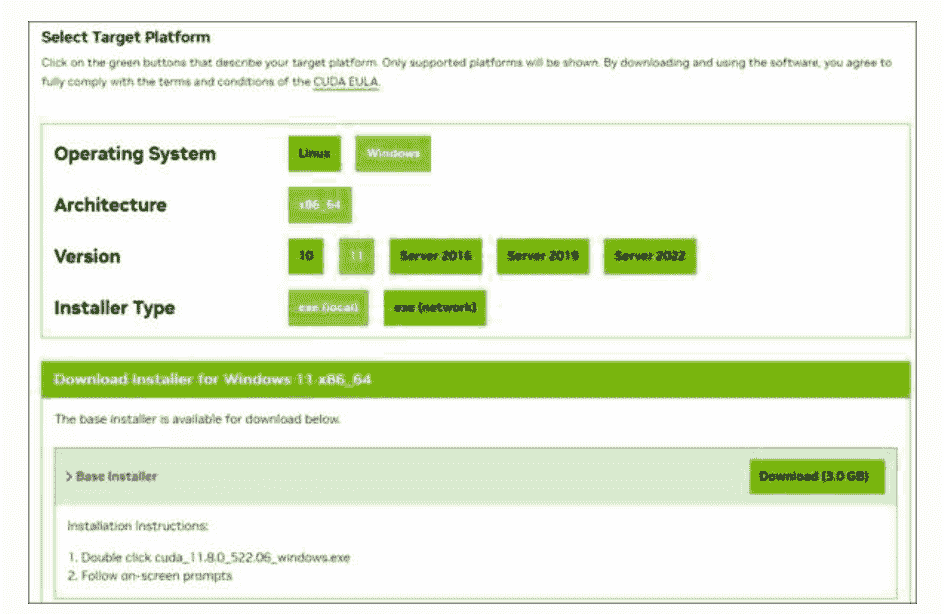 Select Target Platform
Click on the green buttons that describe your target platform. Only supported platforms will be shown. By downloading and using the software, you agree to
fully comply with the terms and conditions of the CUDA EULA.
Operating System Linux Windows
Architecture x86_64
Version 10 11 Server 2016 Server 2019 Server 2022
Installer Type exe (local) exe (network)
Download Installer for Windows 11 x86_64
The base installer is available for download below.
> Base Installer Download (3.0 GB)
Installation Instructions:
1. Double click cuda_11.8.0_522.06_windows.exe
2. Follow on-screen prompts